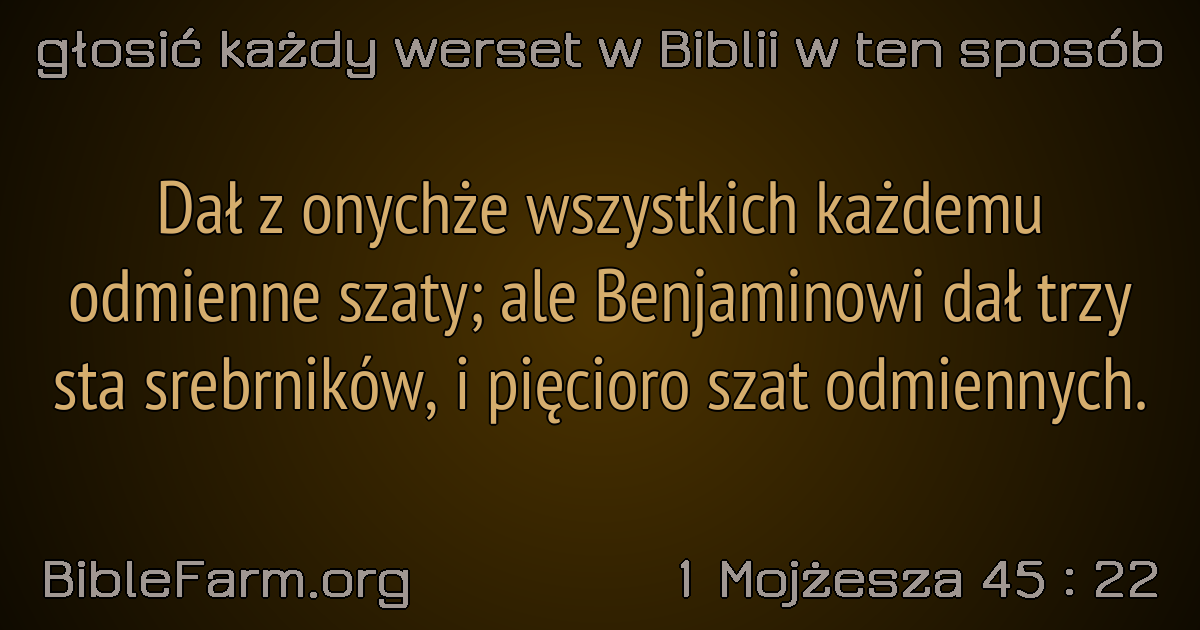 głosić każdy werset w Biblii w ten sposób
Dał z onychże wszystkich każdemu
odmienne szaty; ale Benjaminowi dał trzy
sta srebrników, i pięcioro szat odmiennych.
BibleFarm.org
1 Mojżesza 45 : 22